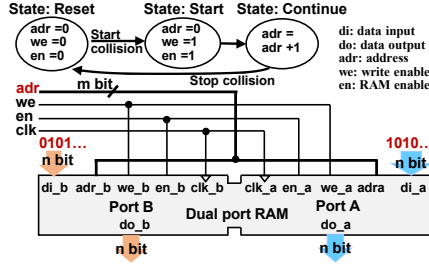 State: Reset
State: Start
State: Continue
adr =0
we =0
en =0
Start
collision
adr =0
we =1
en =1
adr =
adr +1
Stop collision
di: data input
do: data output
adr: address
we: write enable
en: RAM enable
m bit
adr
we
en
clk
0101...
1010...
n bit
n bit
di_b adr_b we_b en_b clk_b clk_a en_a we_a adra di_a
Port B
Dual port RAM
Port A
do_b
do_a
n bit
n bit